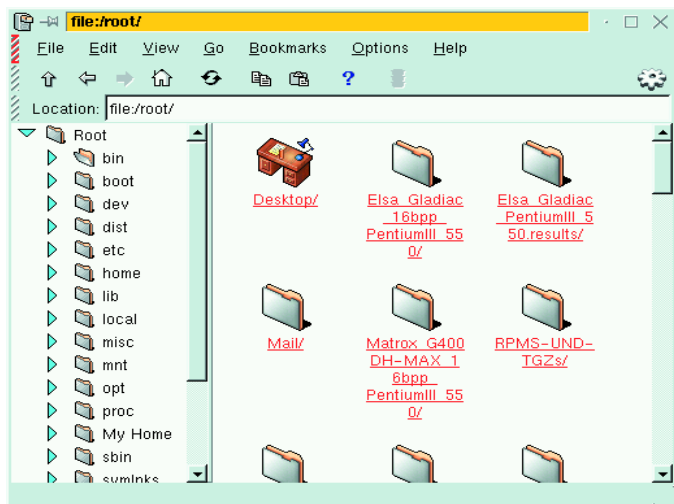 file:/root/
File Edit View Go Bookmarks Options Help
?
Location: file:/root/
Root
bin
boot
dev
dist
etc
home
lib
local
misc
mnt
opt
proc
My Home
sbin
symlnks
Desktop/
Elsa_Gladiac
_16bpp_
PentiumIII_55
0/
Elsa_Gladiac
_PentiumIII_5
50.results/
Mail/
Matrox_G400
DH-MAX_1
6bpp_
PentiumIII_55
0/
RPMS-UND-
TGZs/